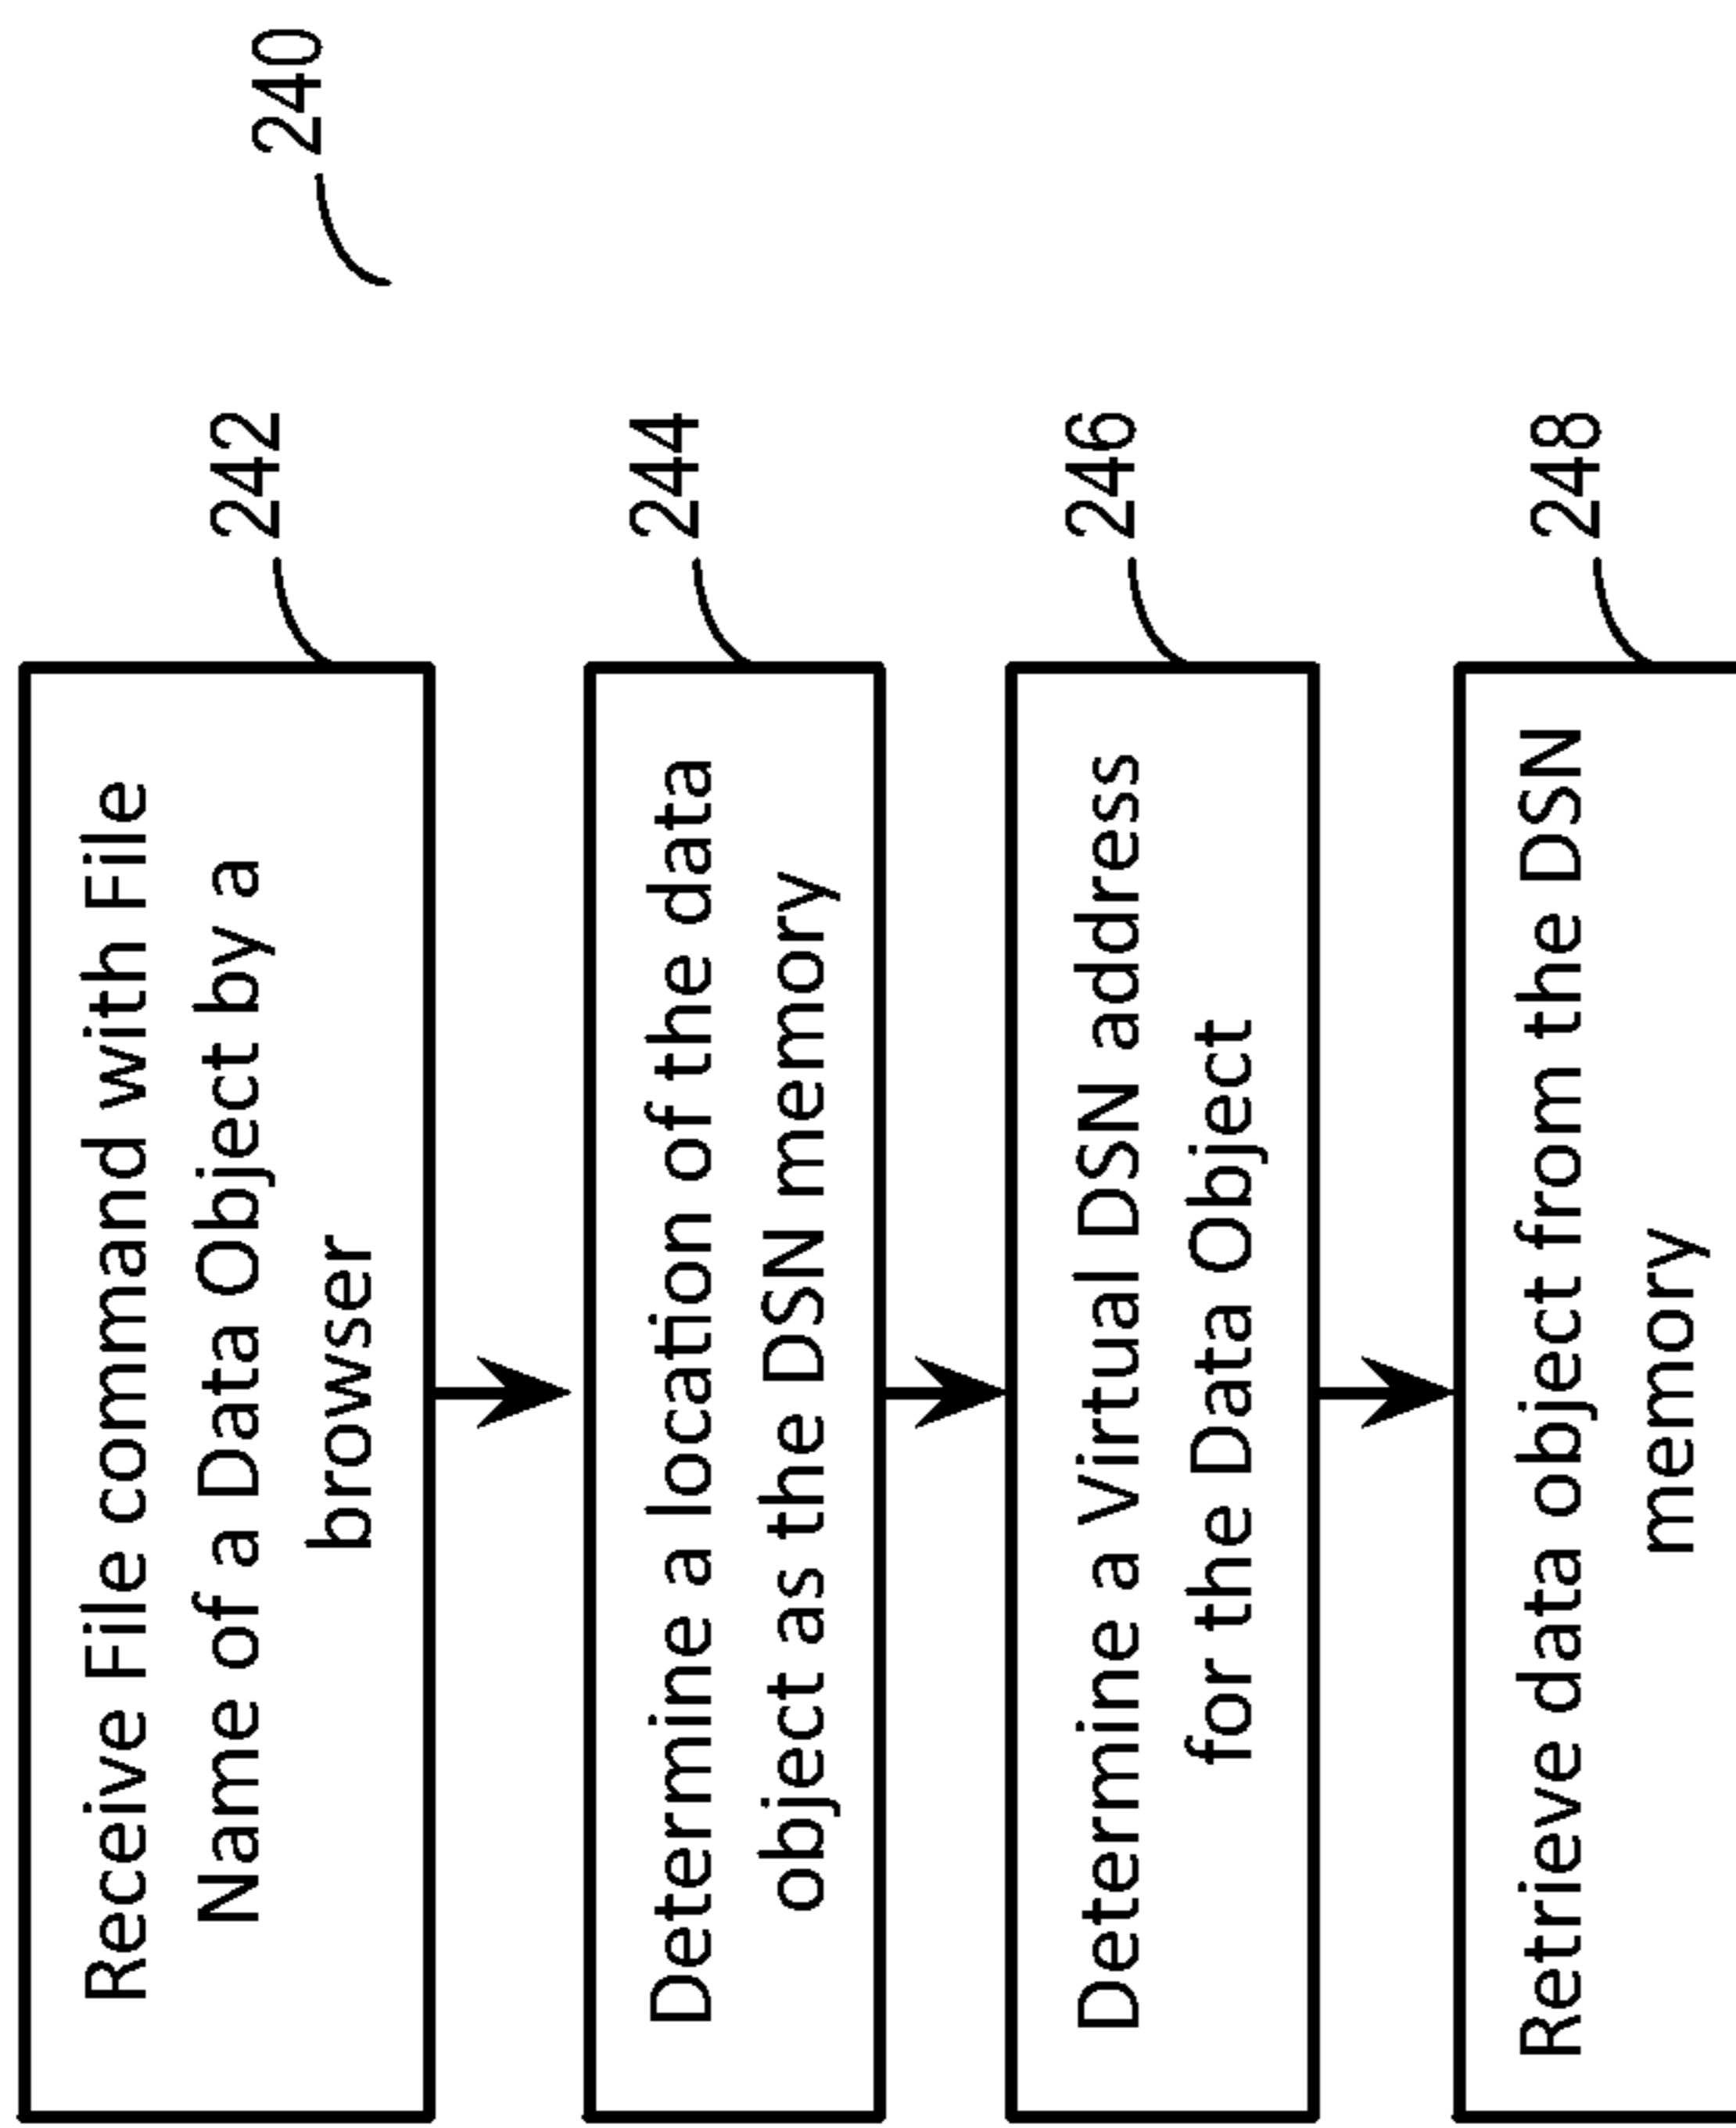 240
Receive File command with File
Name of a Data Object by a
browser
242
Determine a location of the data
object as the DSN memory
244
Determine a Virtual DSN address
for the Data Object
246
Retrieve data object from the DSN
memory
248